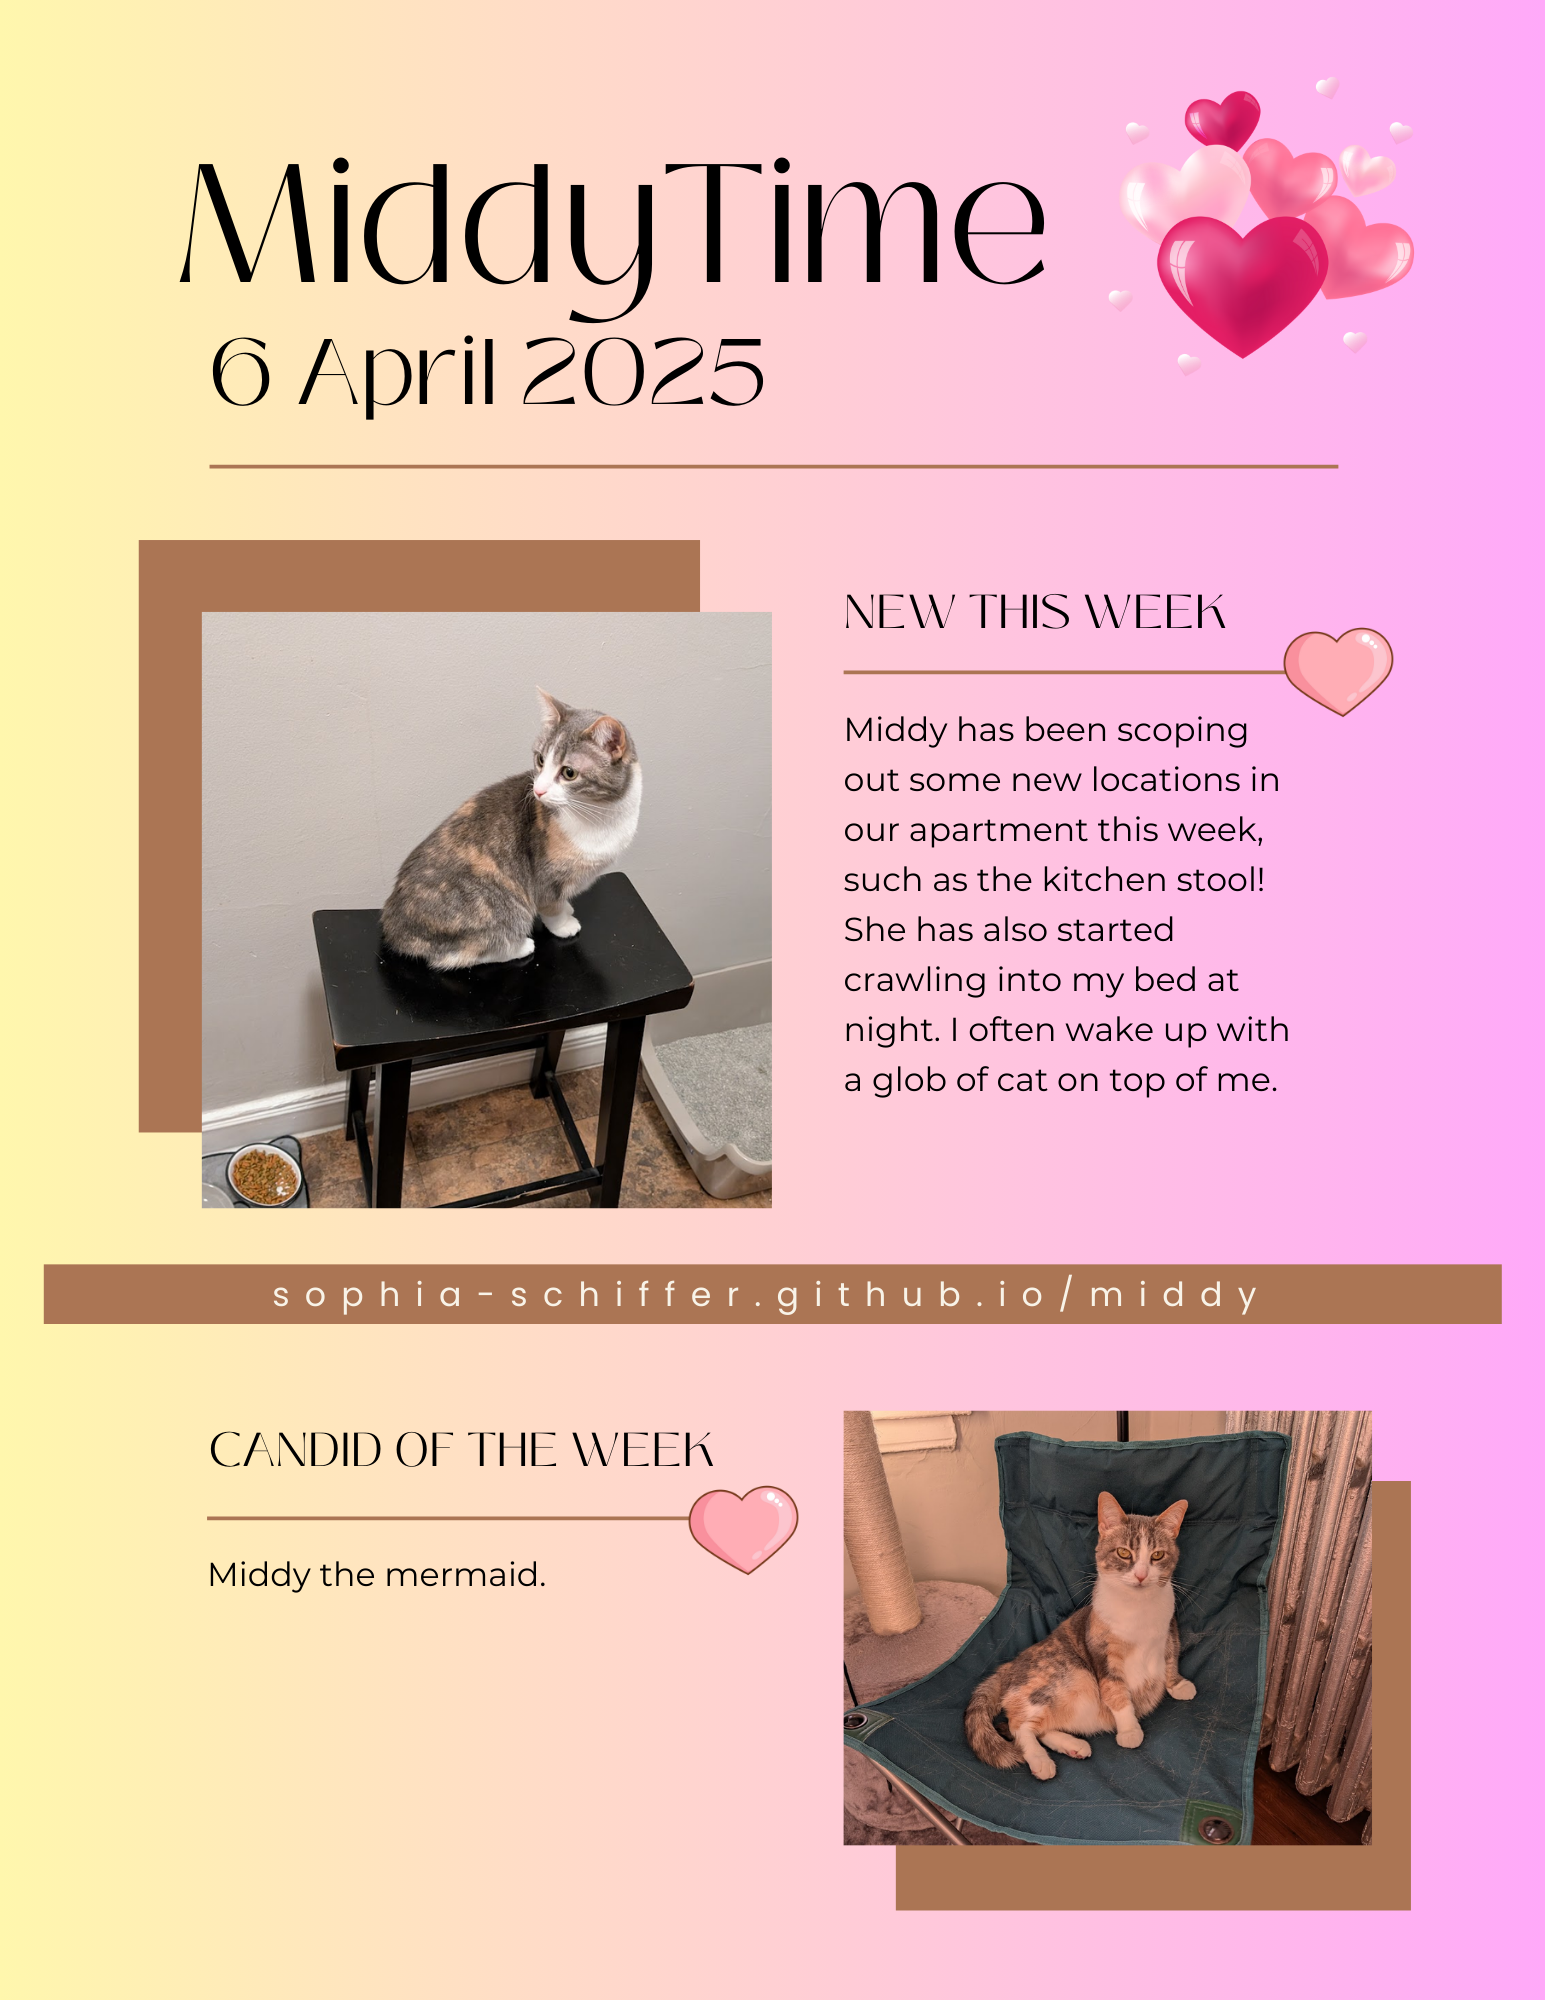 MiddyTime
6 April 2025
NEW THIS WEEK
Middy has been scoping
out some new locations in
our apartment this week,
such as the kitchen stool!
She has also started
crawling into my bed at
night. I often wake up with
a glob of cat on top of me.
sophia-schiffer.github.io/middy
CANDID OF THE WEEK
Middy the mermaid.